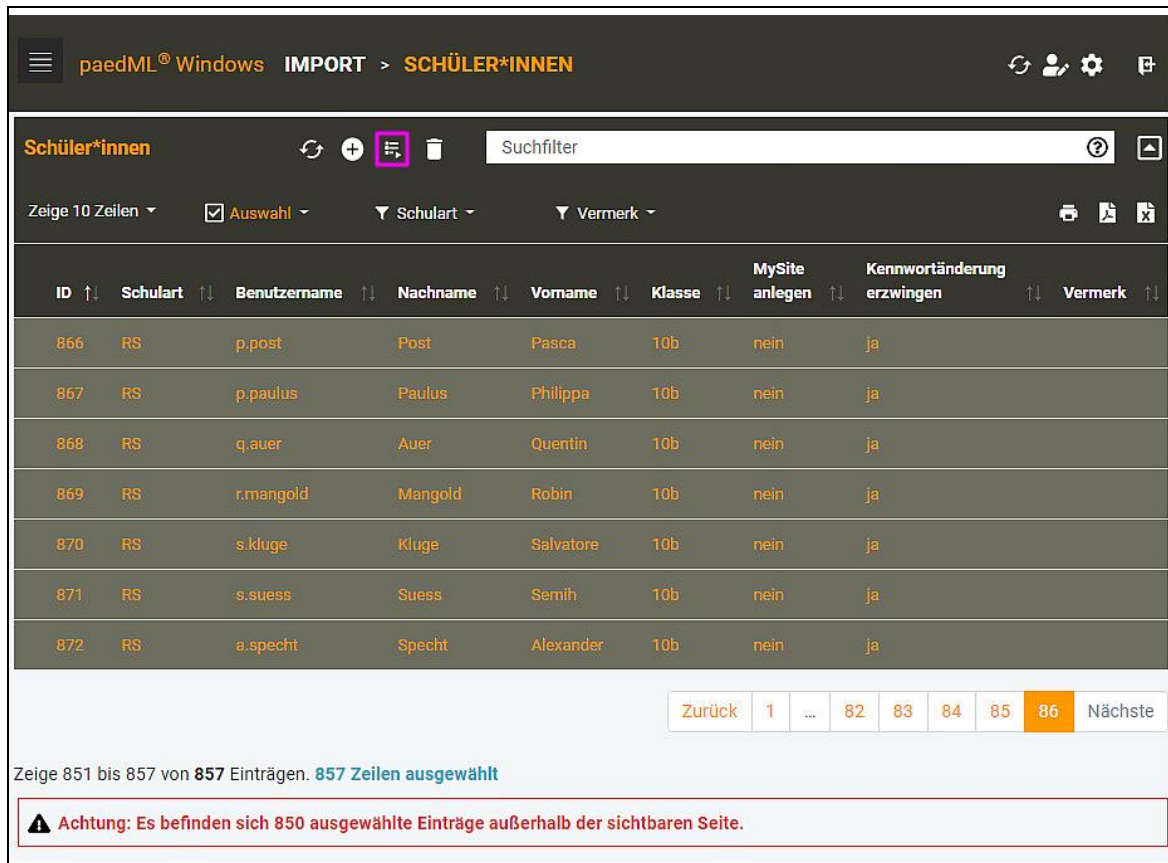 paedML® Windows IMPORT > SCHÜLER*INNEN
Schüler*innen Suchfilter
Zeige 10 Zeilen Auswahl Schulart Vermerk
ID Schulart Benutzername Nachname Vorname Klasse MySite anlegen Kennwortänderung erzwingen Vermerk
866 RS p.post Post Pasca 10b nein ja
867 RS p.paulus Paulus Philippa 10b nein ja
868 RS q.auer Auer Quentin 10b nein ja
869 RS r.mangold Mangold Robin 10b nein ja
870 RS s.kluge Kluge Salvatore 10b nein ja
871 RS s.suess Suess Semih 10b nein ja
872 RS a.specht Specht Alexander 10b nein ja
Zurück 1 ... 82 83 84 85 86 Nächste
Zeige 851 bis 857 von 857 Einträgen. 857 Zeilen ausgewählt
Achtung: Es befinden sich 850 ausgewählte Einträge außerhalb der sichtbaren Seite.